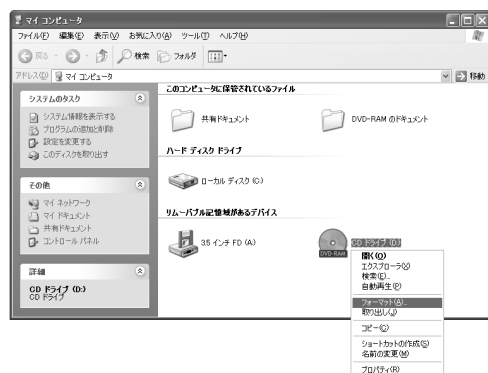 マイ コンピュータ
ファイル(F) 編集(E) 表示(V) お気に入り(A) ツール(T) ヘルプ(H)
戻る 検索 フォルダ
アドレス(D) マイ コンピュータ 移動
システムのタスク
システム情報を表示する
プログラムの追加と削除
設定を変更する
このディスクを取り出す
その他
マイ ネットワーク
マイ ドキュメント
共有ドキュメント
コントロール パネル
詳細
CD ドライブ (D:)
CD ドライブ
このコンピュータに保管されているファイル
共有ドキュメント DVD-RAM のドキュメント
ハード ディスク ドライブ
ローカル ディスク (C:)
リムーバブル記憶域があるデバイス
3.5 インチ FD (A:)
DVD-RAM
CD ドライブ (D:)
開く(O)
エクスプローラ(X)
検索(E)...
自動再生(P)
フォーマット(A)...
取り出し(J)
コピー(C)
ショートカットの作成(S)
名前の変更(M)
プロパティ(R)